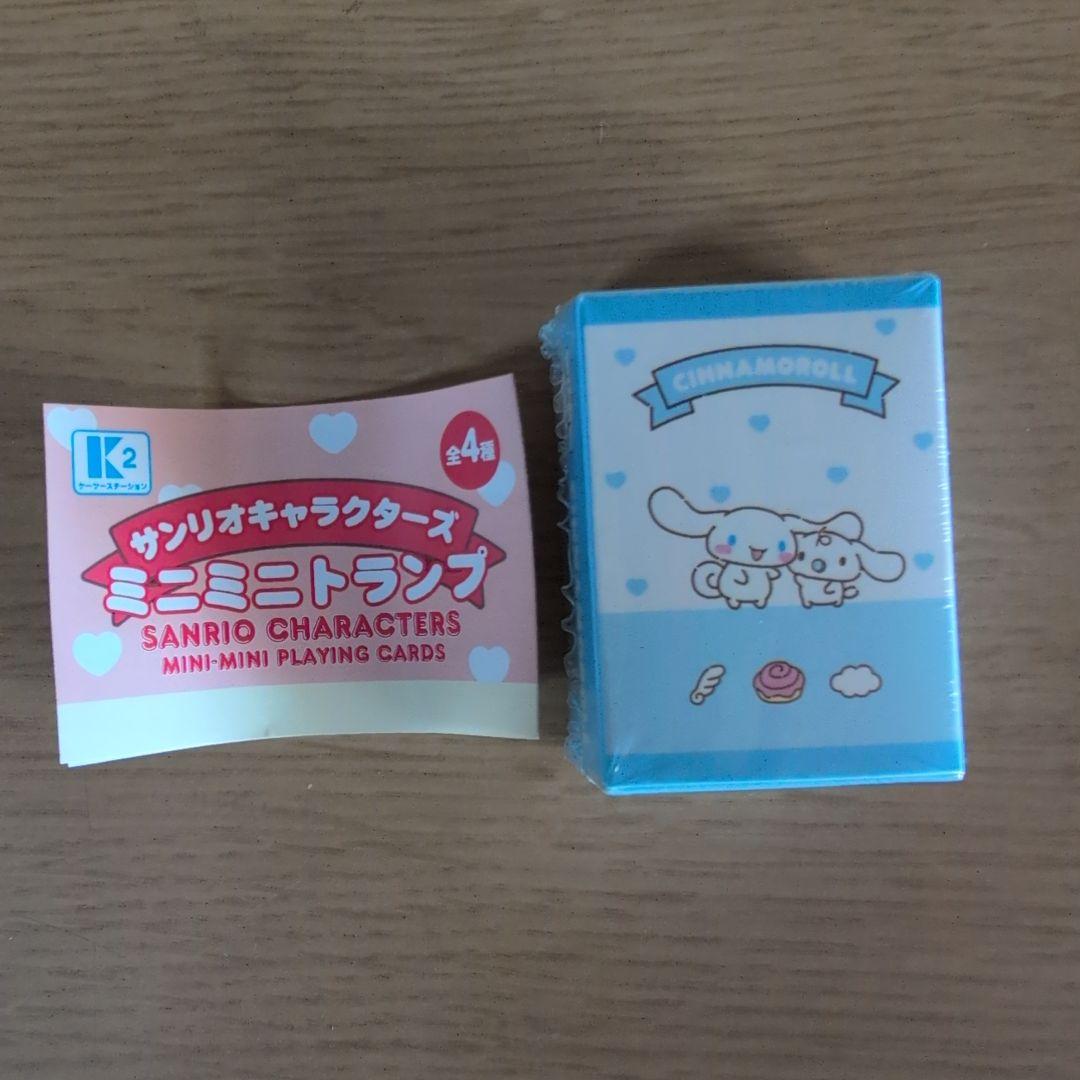 K2
ケーツーステーション
全4種
サンリオキャラクターズ
ミニミニトランプ
SANRIO CHARACTERS
MINI-MINI PLAYING CARDS
CINNAMOROLL